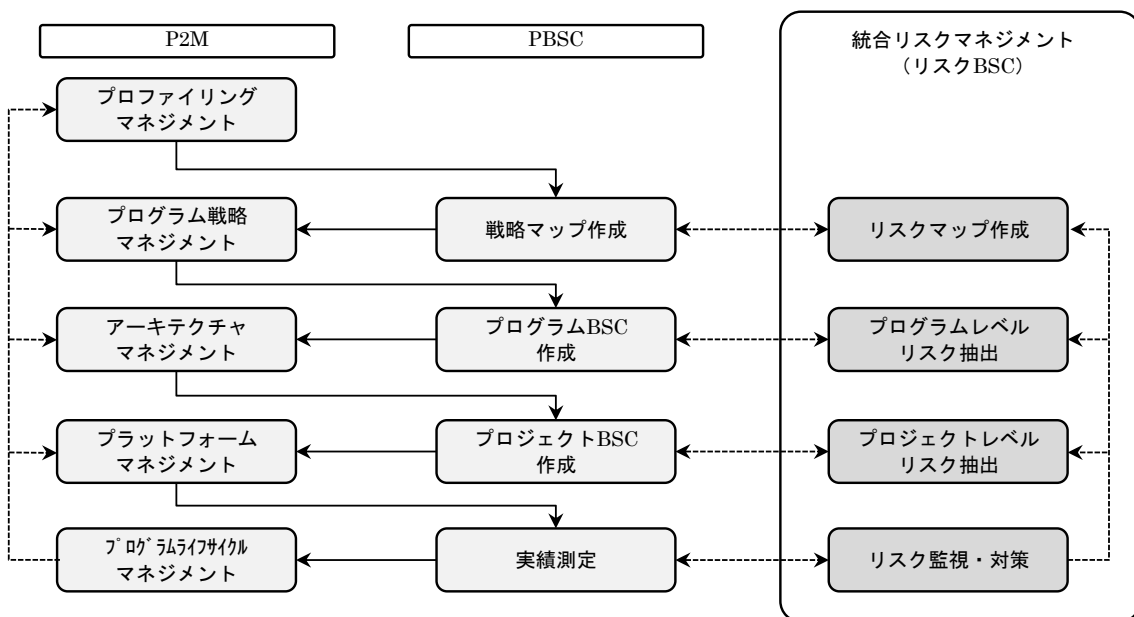 P2M
PBSC
統合リスクマネジメント
（リスクBSC）
プロファイリング
マネジメント
プログラム戦略
マネジメント
戦略マップ作成
リスクマップ作成
アーキテクチャ
マネジメント
プログラムBSC
作成
プログラムレベル
リスク抽出
プラットフォーム
マネジメント
プロジェクトBSC
作成
プロジェクトレベル
リスク抽出
ﾌﾟﾛｸﾞﾗﾑﾗｲﾌｻｲｸﾙ
マネジメント
実績測定
リスク監視・対策